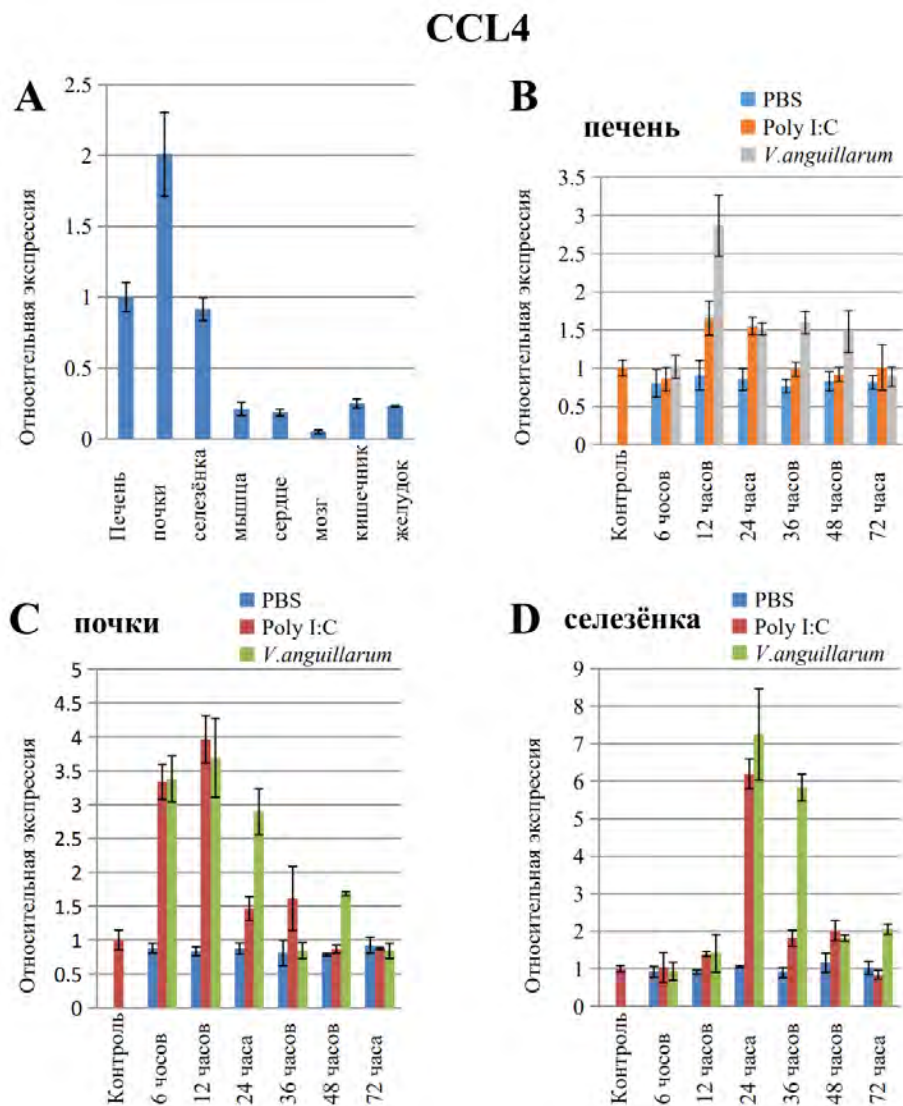 CCL4
A
Относительная экспрессия
2.5
2
1.5
1
0.5
0
Печень
почки
селезёнка
мышца
сердце
мозг
кишечник
желудок
B
печень
PBS
Poly I:C
V.anguillarum
Относительная экспрессия
3.5
3
2.5
2
1.5
1
0.5
0
Контроль
6 чосов
12 часов
24 часа
36 часов
48 часов
72 часа
C
почки
PBS
Poly I:C
V.anguillarum
Относительная экспрессия
5
4.5
4
3.5
3
2.5
2
1.5
1
0.5
0
Контроль
6 чосов
12 часов
24 часа
36 часов
48 часов
72 часа
D
селезёнка
PBS
Poly I:C
V.anguillarum
Относительная экспрессия
9
8
7
6
5
4
3
2
1
0
Контроль
6 чосов
12 часов
24 часа
36 часов
48 часов
72 часа